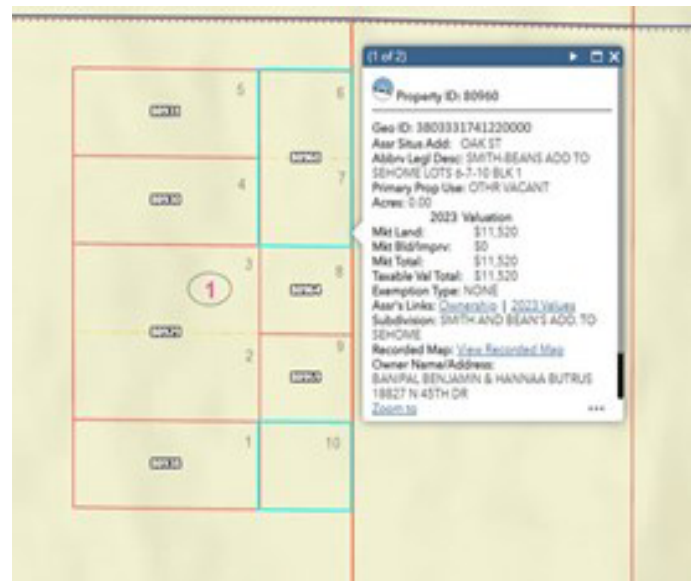 (1 of 2)
Property ID: 80960
Geo ID: 3803331741220000
Assr Situs Add: OAK ST
Abbrv Legl Desc: SMITH-BEANS ADD TO
SEHOME LOTS 6-7-10 BLK 1
Primary Prop Use: OTHR VACANT
Acres: 0.00
2023 Valuation
Mkt Land: $11,520
Mkt Bld/Imprv: $0
Mkt Total: $11,520
Taxable Val Total: $11,520
Exemption Type: NONE
Assr's Links: Ownership | 2023 Values
Subdivision: SMITH AND BEAN'S ADD. TO
SEHOME
Recorded Map: View Recorded Map
Owner Name/Address:
BANIPAL BENJAMIN & HANNAA BUTRUS
18827 N 45TH DR
Zoom to
5
6
80960
4
7
3
8
1
2
9
1
10